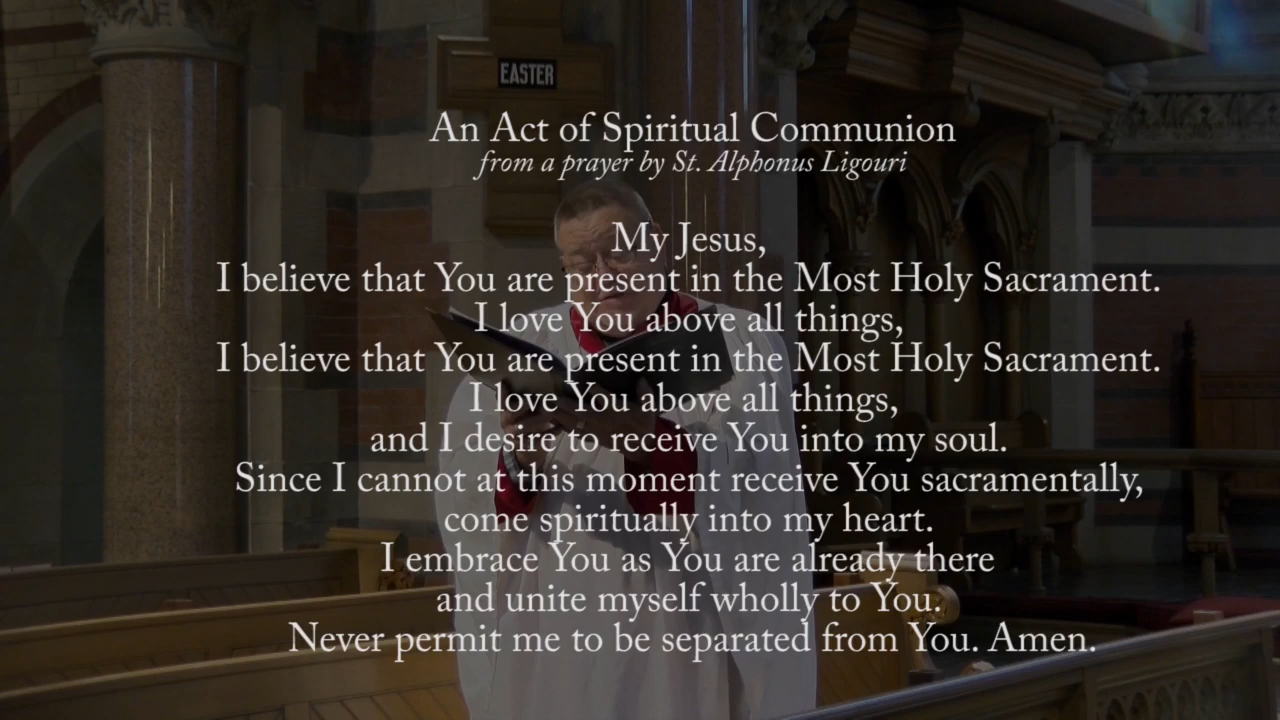 EASTER
An Act of Spiritual Communion
from a prayer by St. Alphonus Ligouri
My Jesus,
I believe that You are present in the Most Holy Sacrament.
I love You above all things,
I believe that You are present in the Most Holy Sacrament.
I love You above all things,
and I desire to receive You into my soul.
Since I cannot at this moment receive You sacramentally,
come spiritually into my heart.
I embrace You as You are already there
and unite myself wholly to You.
Never permit me to be separated from You. Amen.